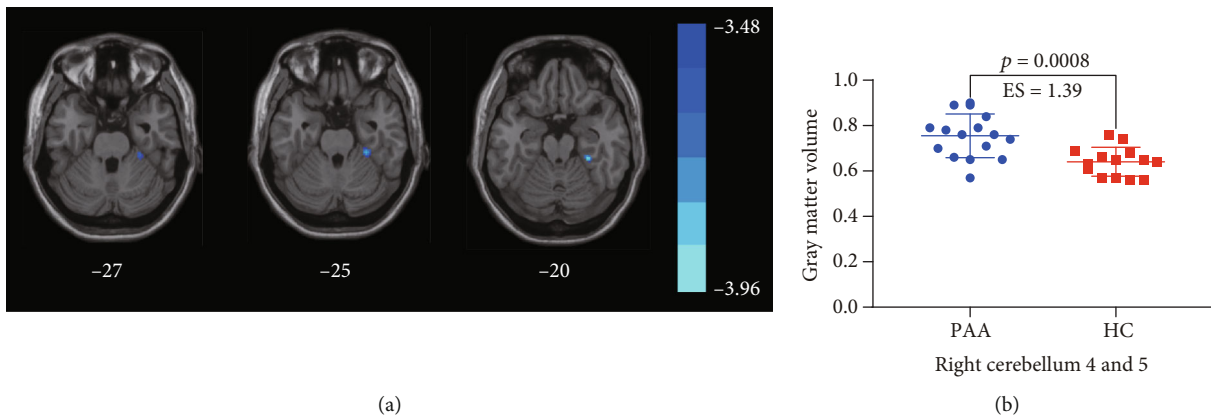 −3.48
−27
−25
−20
−3.96
(a)
p = 0.0008
ES = 1.39
1.0
0.8
0.6
0.4
0.2
0.0
Gray matter volume
PAA
HC
Right cerebellum 4 and 5
(b)